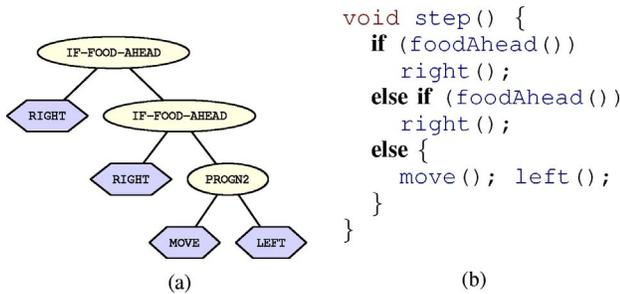 IF-FOOD-AHEAD
RIGHT
IF-FOOD-AHEAD
RIGHT
PROGN2
MOVE
LEFT
(a)
void step() {
if (foodAhead())
right();
else if (foodAhead())
right();
else {
move(); left();
}
}
(b)